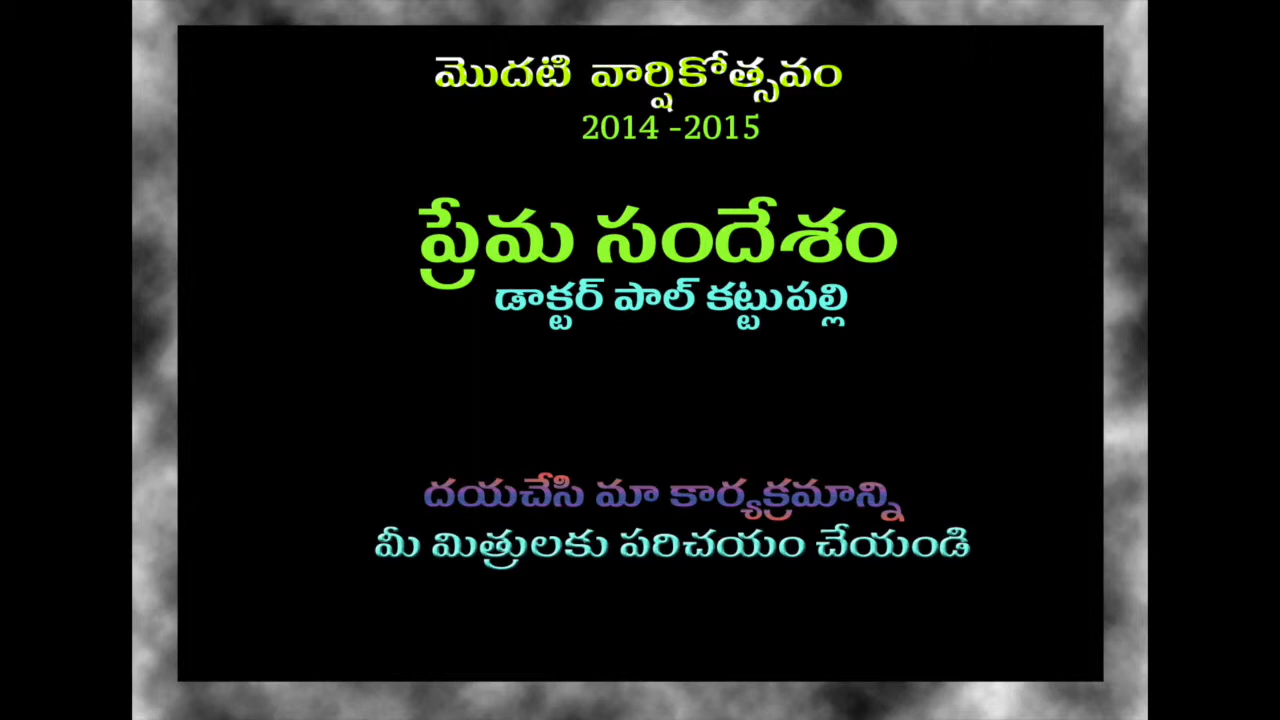 మొదటి వార్షికోత్సవం
2014 -2015
ప్రేమ సందేశం
డాక్టర్ పాల్ కట్టుపల్లి
దయచేసి మా కార్యక్రమాన్ని
మీ మిత్రులకు పరిచయం చేయండి